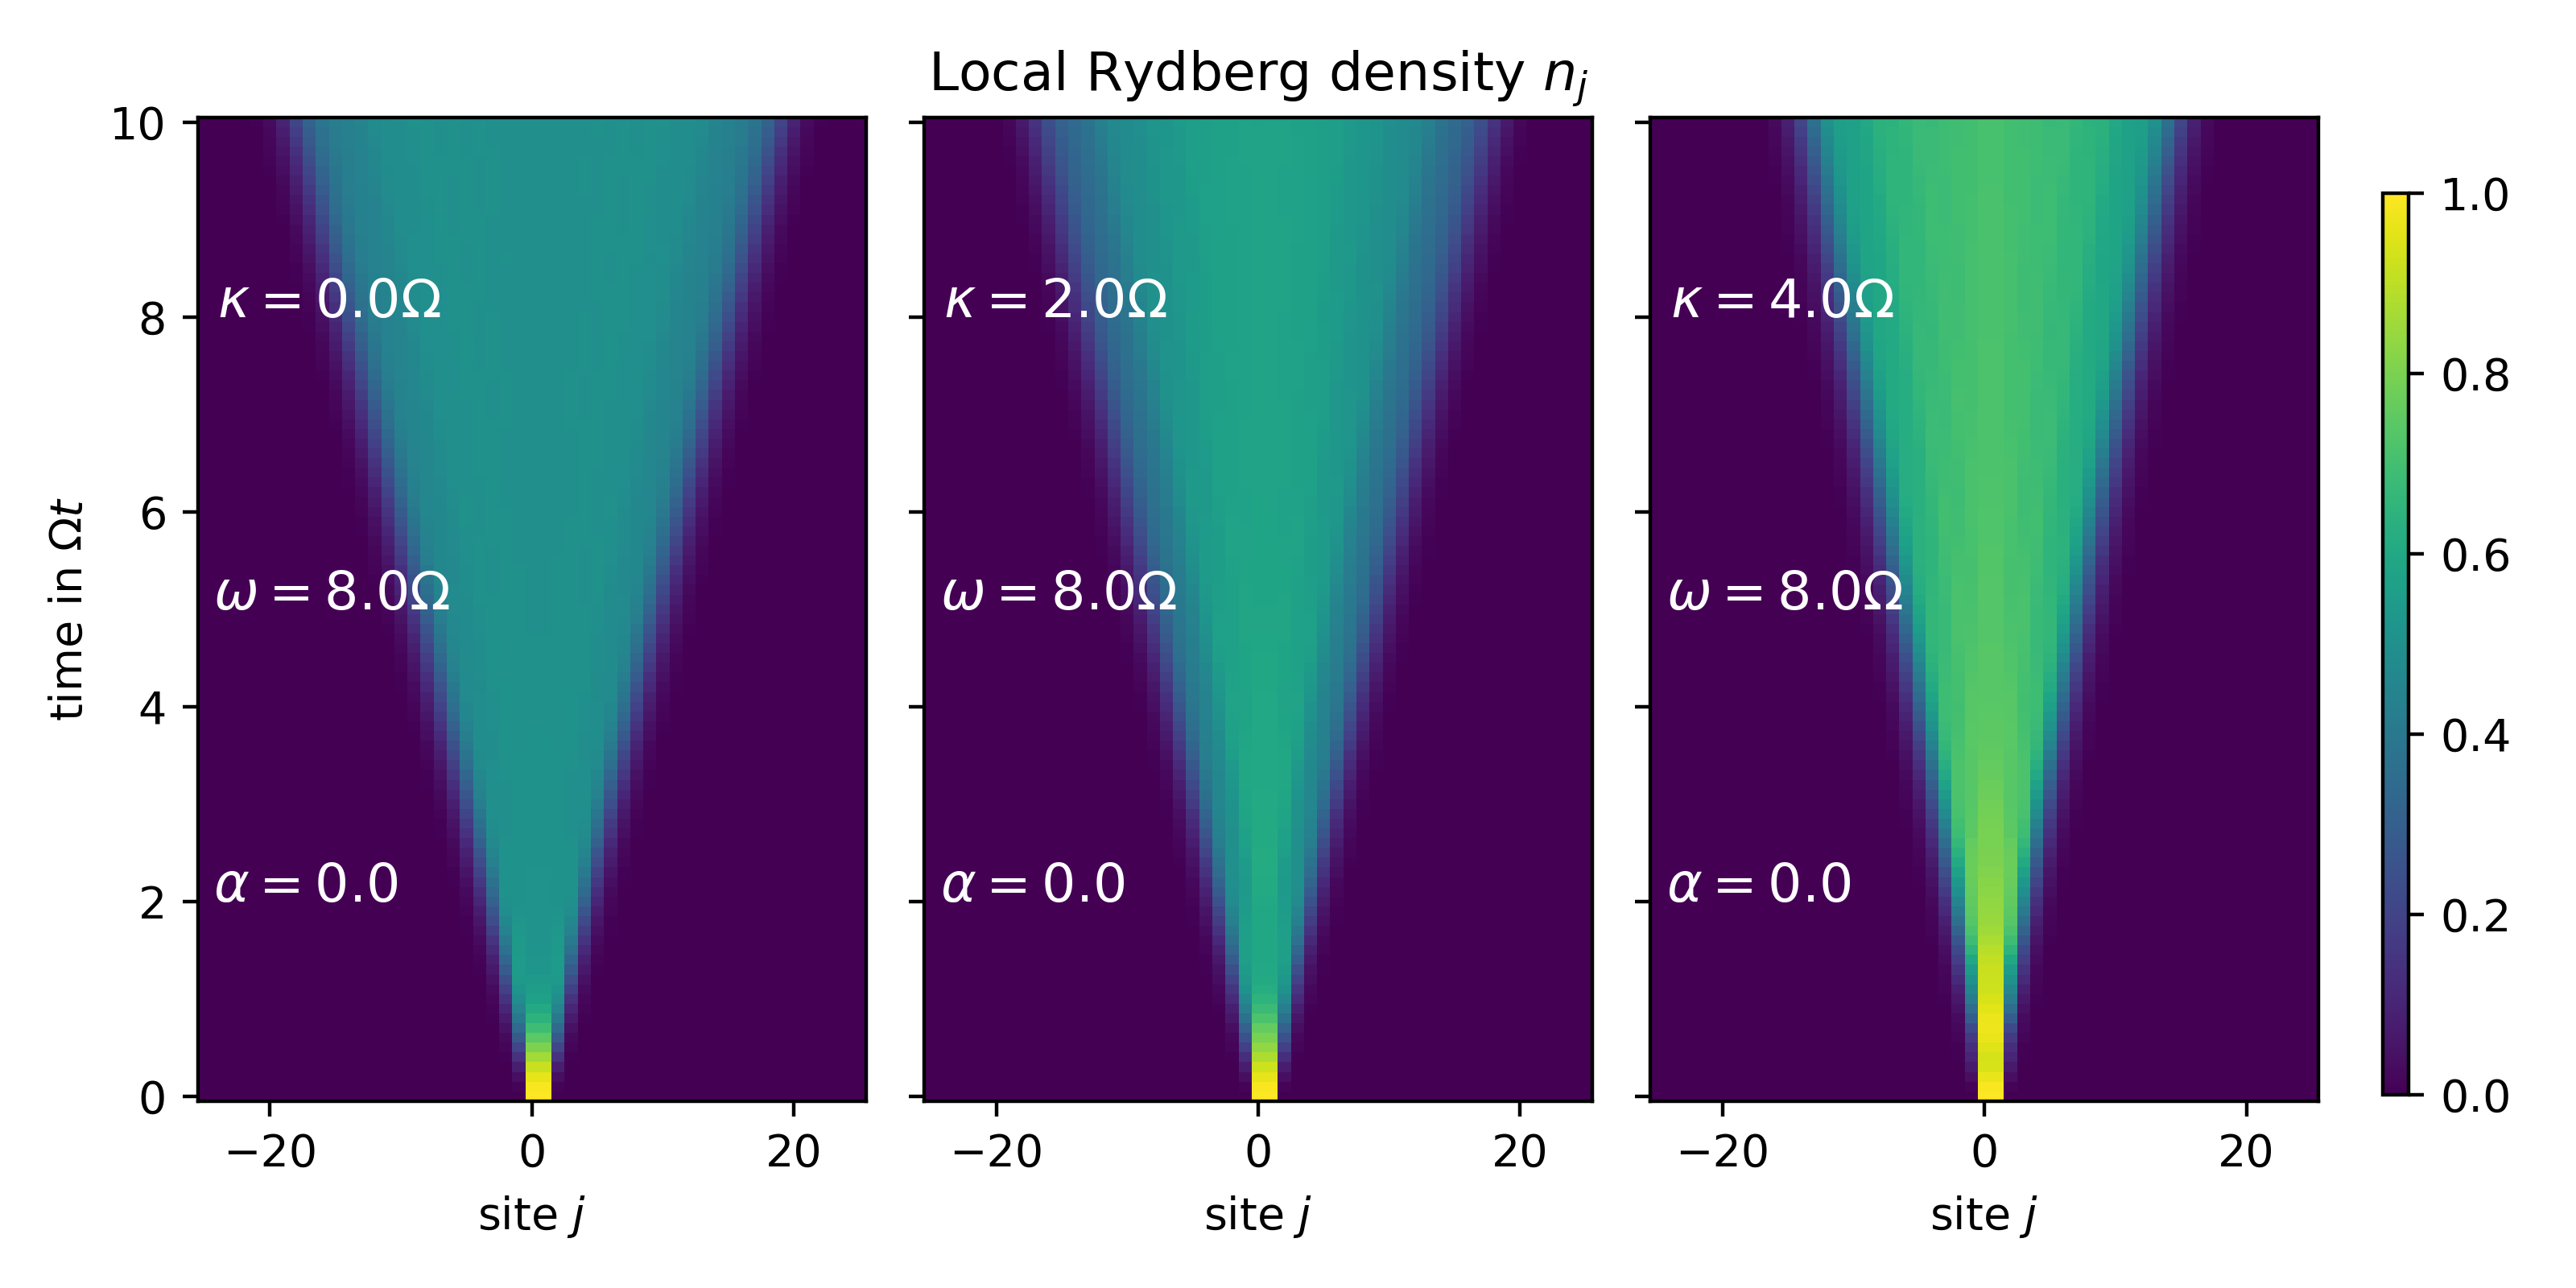 Local Rydberg density n_j
10
8
6
4
2
0
time in Ωt
κ = 0.0Ω
ω = 8.0Ω
α = 0.0
−20 0 20
site j
κ = 2.0Ω
ω = 8.0Ω
α = 0.0
−20 0 20
site j
κ = 4.0Ω
ω = 8.0Ω
α = 0.0
−20 0 20
site j
1.0
0.8
0.6
0.4
0.2
0.0